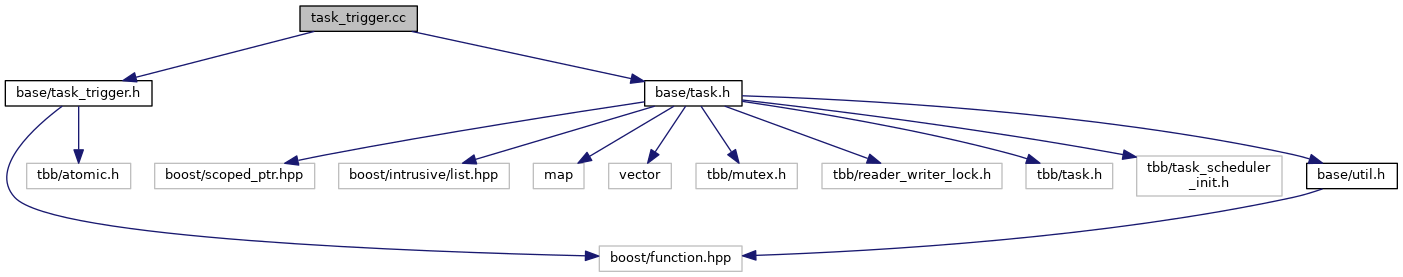 task_trigger.cc
base/task_trigger.h
base/task.h
tbb/atomic.h
boost/scoped_ptr.hpp
boost/intrusive/list.hpp
map
vector
tbb/mutex.h
tbb/reader_writer_lock.h
tbb/task.h
tbb/task_scheduler
_init.h
base/util.h
boost/function.hpp